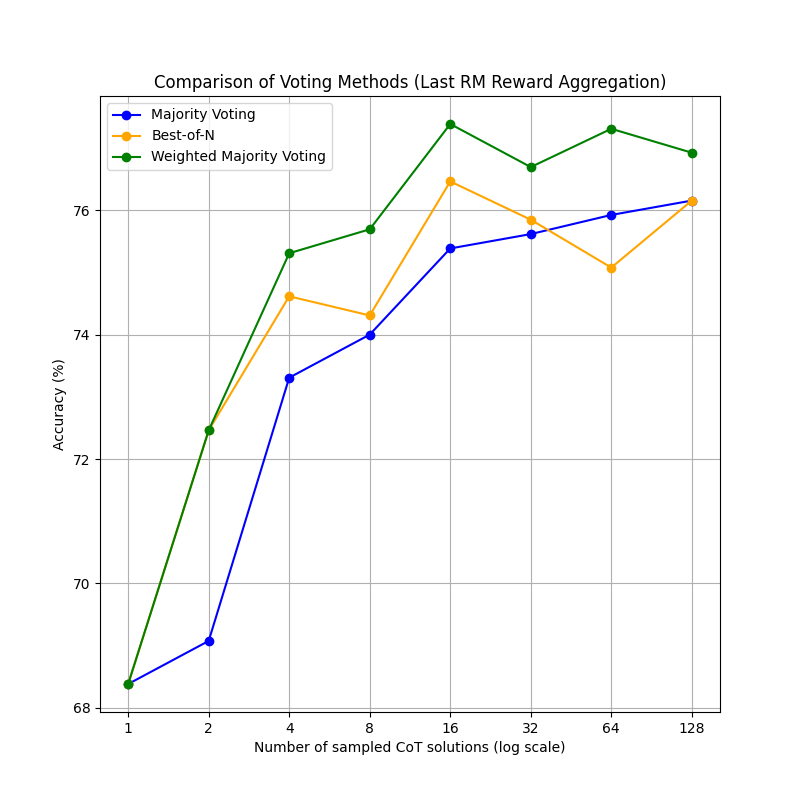 Comparison of Voting Methods (Last RM Reward Aggregation)
Majority Voting
Best-of-N
Weighted Majority Voting
76
74
72
70
68
Accuracy (%)
1 2 4 8 16 32 64 128
Number of sampled CoT solutions (log scale)